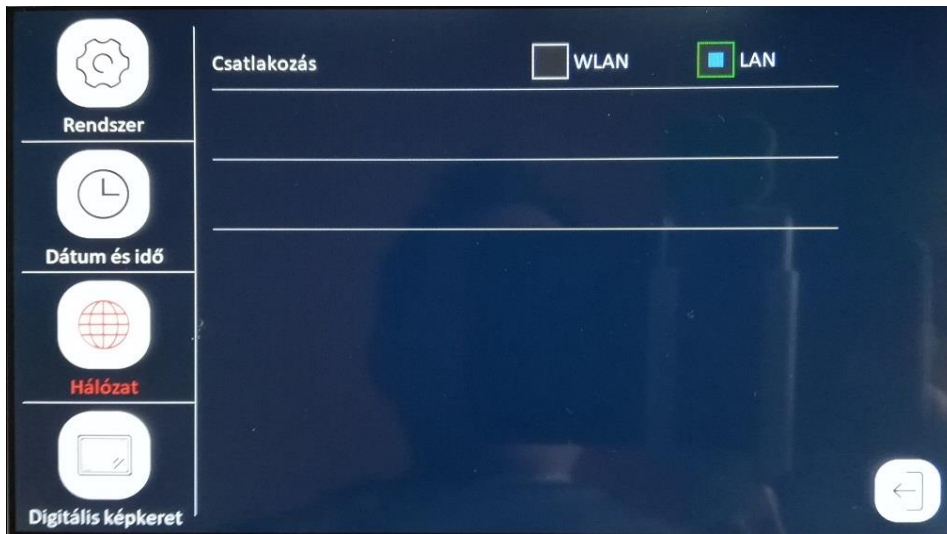 Csatlakozás WLAN LAN
Rendszer
Dátum és idő
Hálózat
Digitális képkeret